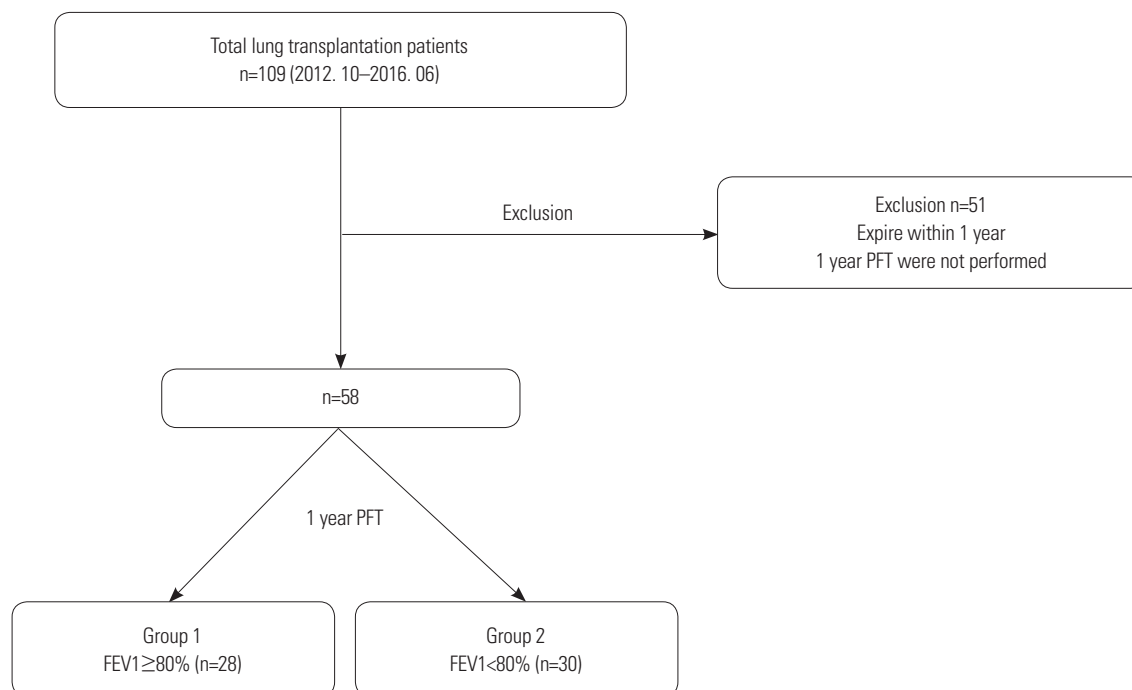 Total lung transplantation patients
n=109 (2012. 10–2016. 06)
Exclusion
Exclusion n=51
Expire within 1 year
1 year PFT were not performed
n=58
1 year PFT
Group 1
FEV1≥80% (n=28)
Group 2
FEV1<80% (n=30)